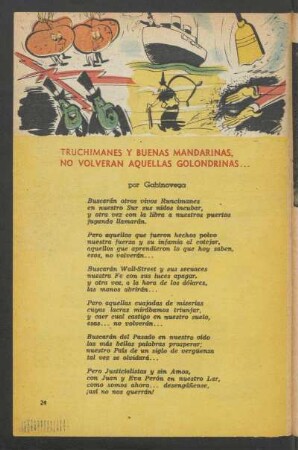 TRUCHIMANES Y BUENAS MANDARINAS,
NO VOLVERAN AQUELLAS GOLONDRINAS...
por Gabinovega
Buscarán otros vivos Runcimanes
en nuestro Sur sus nidos incubar,
y otra vez con la libra a nuestros puertos
jugando llamarán.
Pero aquellos que fueron hechos polvo
nuestra fuerza y su infamia al cotejar,
aquellos que aprendieron lo que hoy saben,
esos, no volverán...
Buscarán Wall-Street y sus secuaces
nuestra Fe con sus luces apagar,
y otra vez, a la hora de los dólares,
las manos abrirán...
Pero aquellas cuajadas de miserias
cuyas lacras mirábamos triunfar,
y caer cual castigo en nuestro suelo,
esas... no volverán...
Buscarán del Pasado en nuestro oído
las más bellas palabras prosperar;
nuestro País de un siglo de vergüenza
tal vez se olvidará...
Pero Justicialistas y sin Amos,
con Juan y Eva Perón en nuestro Lar,
como somos ahora... desengáñense,
¡así no nos querrán!
24